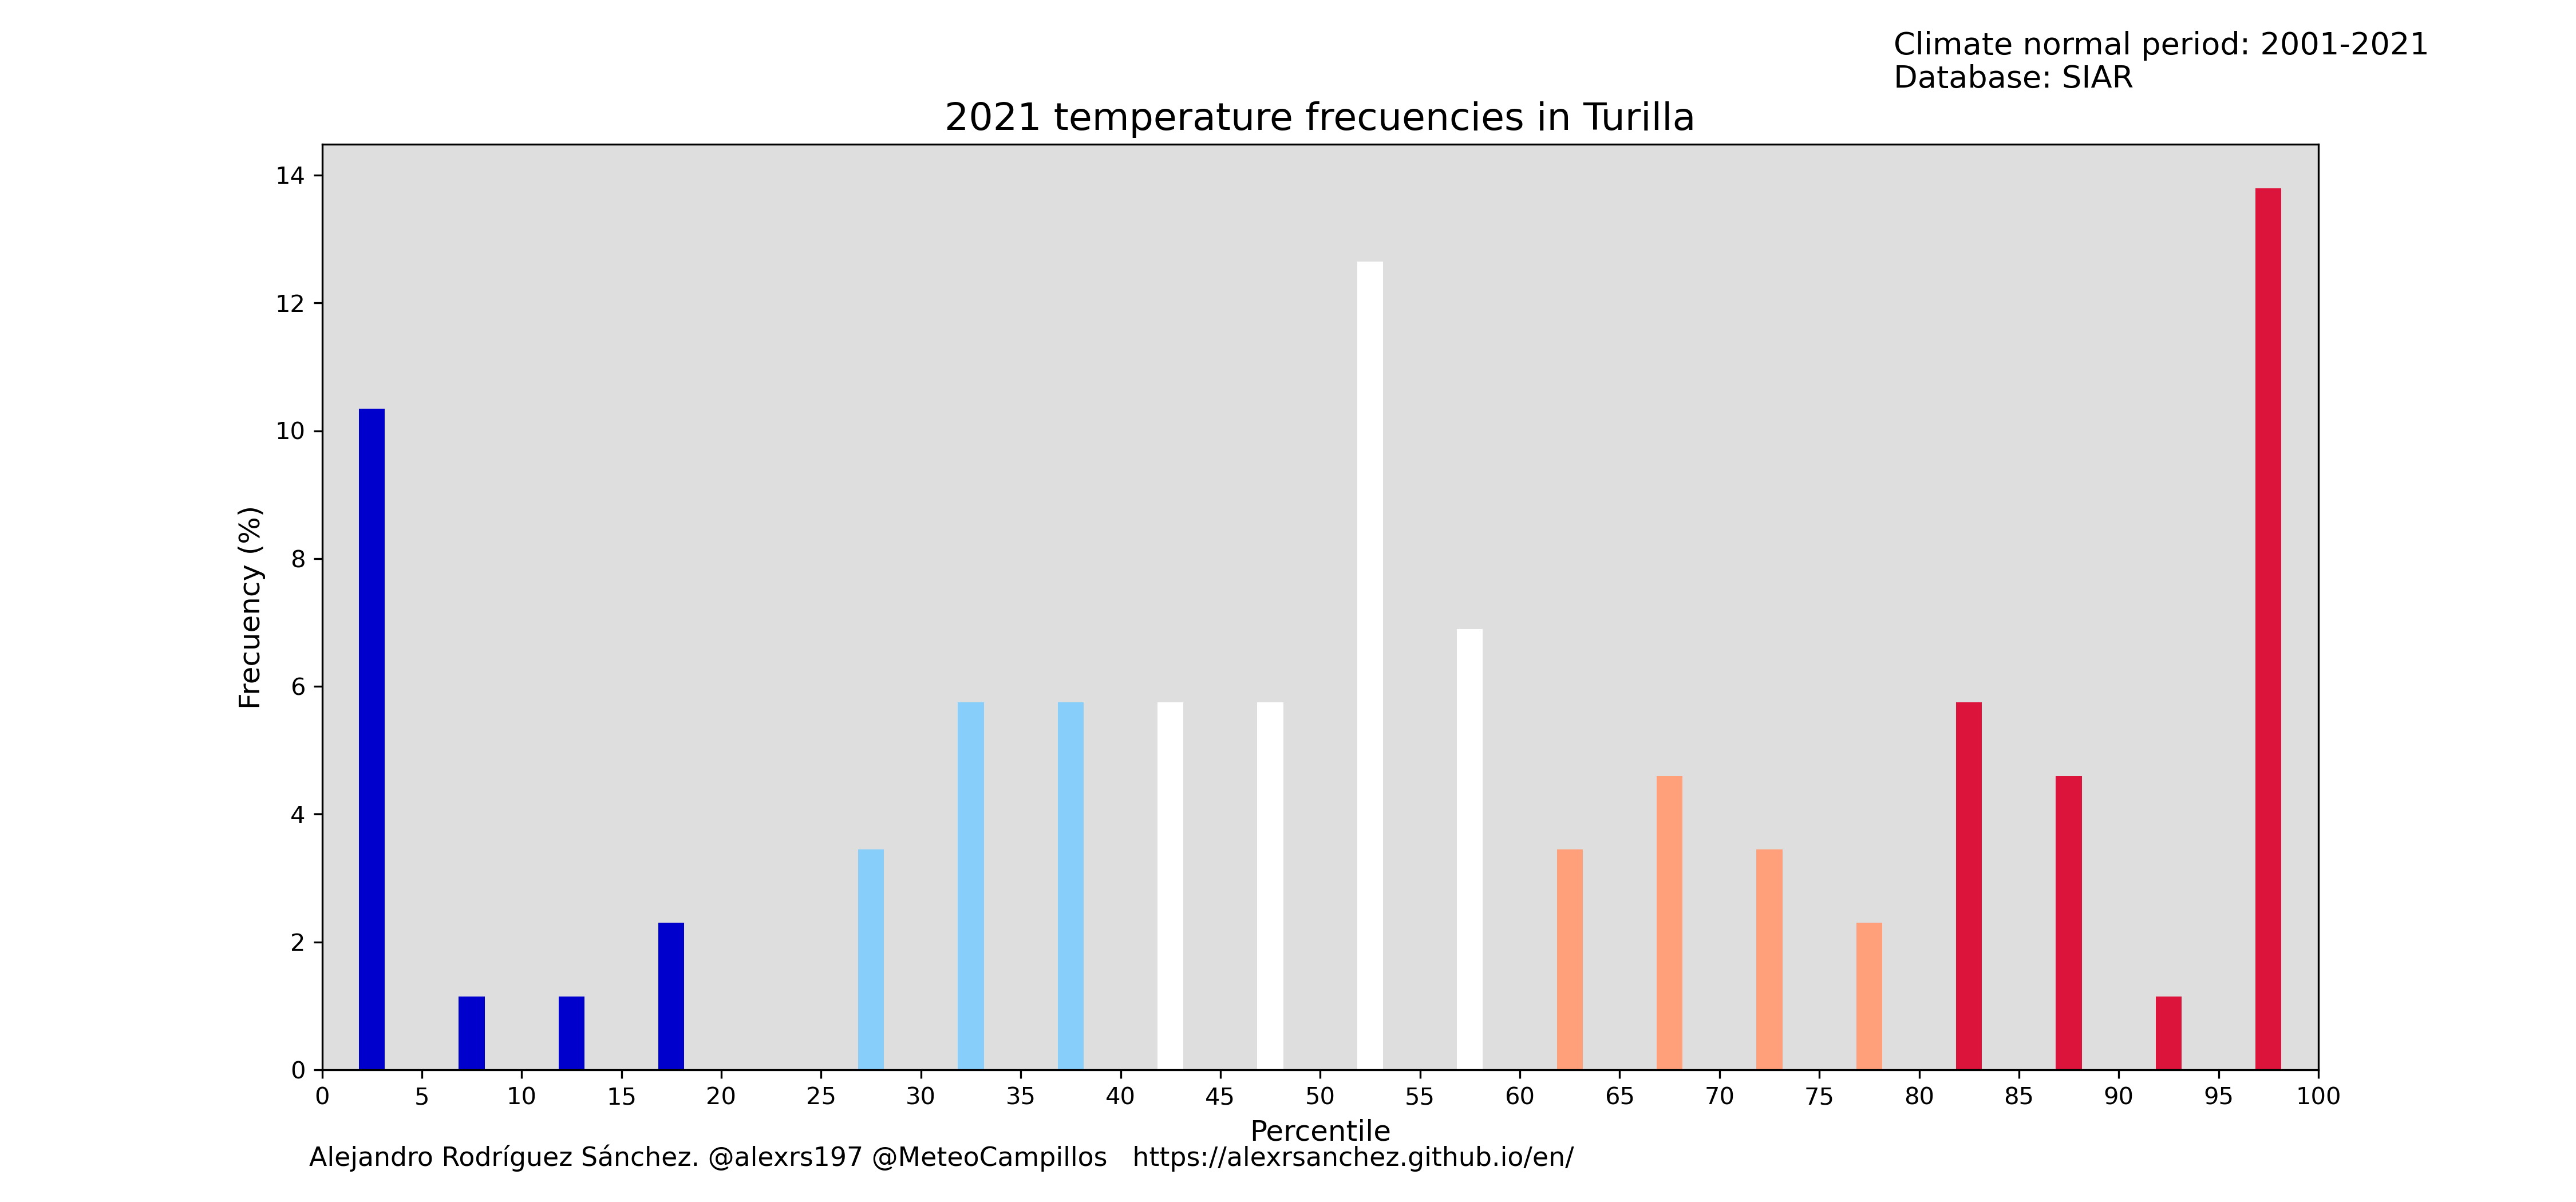 Climate normal period: 2001-2021
Database: SIAR
2021 temperature frecuencies in Turilla
14
12
10
8
6
4
2
0
Frecuency (%)
0 5 10 15 20 25 30 35 40 45 50 55 60 65 70 75 80 85 90 95 100
Percentile
Alejandro Rodríguez Sánchez. @alexrs197 @MeteoCampillos https://alexrsanchez.github.io/en/